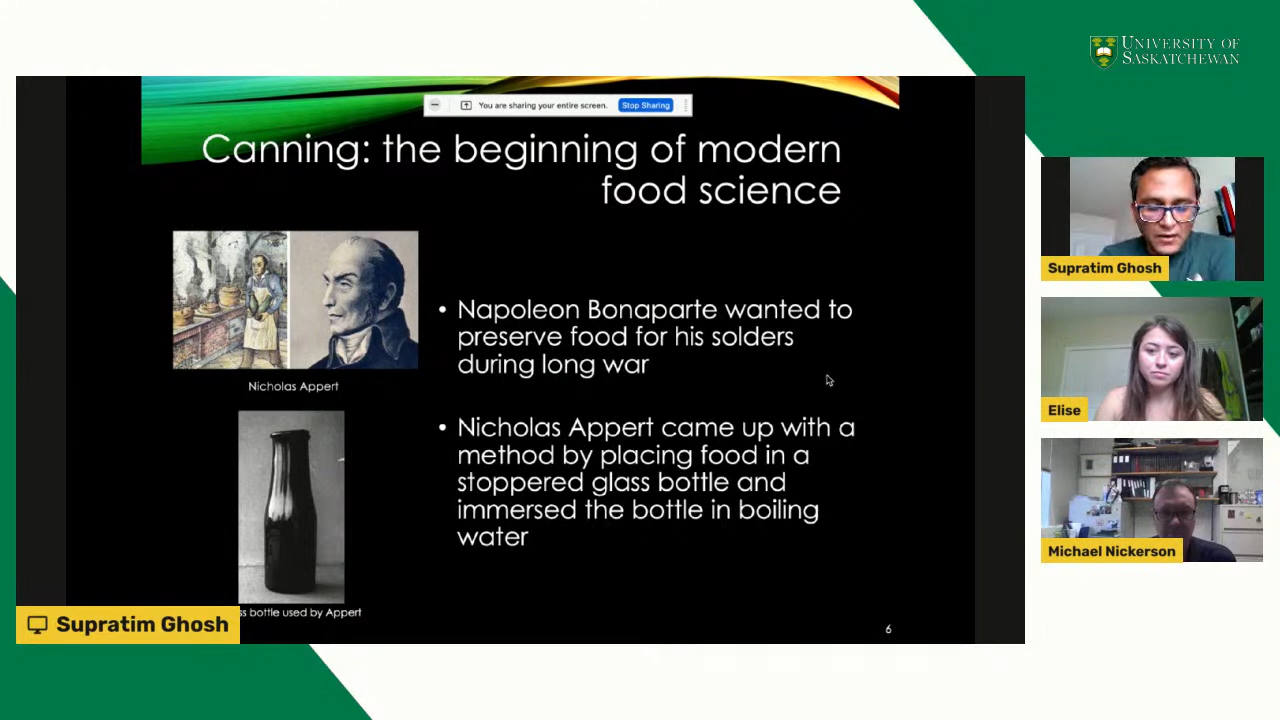 UNIVERSITY OF
SASKATCHEWAN
You are sharing your entire screen.
Stop Sharing
Canning: the beginning of modern
food science
Nicholas Appert
• Napoleon Bonaparte wanted to
preserve food for his solders
during long war
• Nicholas Appert came up with a
method by placing food in a
stoppered glass bottle and
immersed the bottle in boiling
water
bottle used by Appert
6
Supratim Ghosh
Supratim Ghosh
Elise
Michael Nickerson